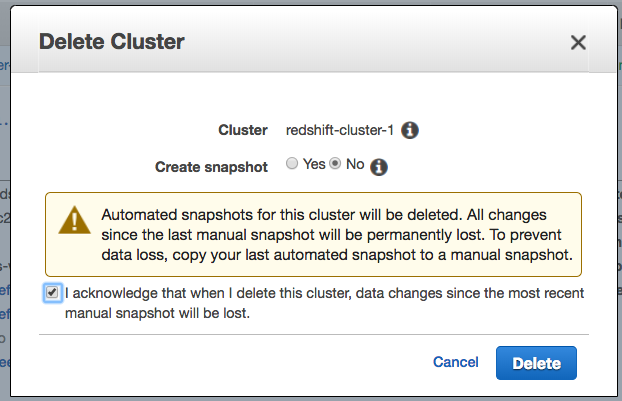 Delete Cluster
Cluster redshift-cluster-1
Create snapshot Yes No
Automated snapshots for this cluster will be deleted. All changes
since the last manual snapshot will be permanently lost. To prevent
data loss, copy your last automated snapshot to a manual snapshot.
I acknowledge that when I delete this cluster, data changes since the most recent
manual snapshot will be lost.
Cancel Delete